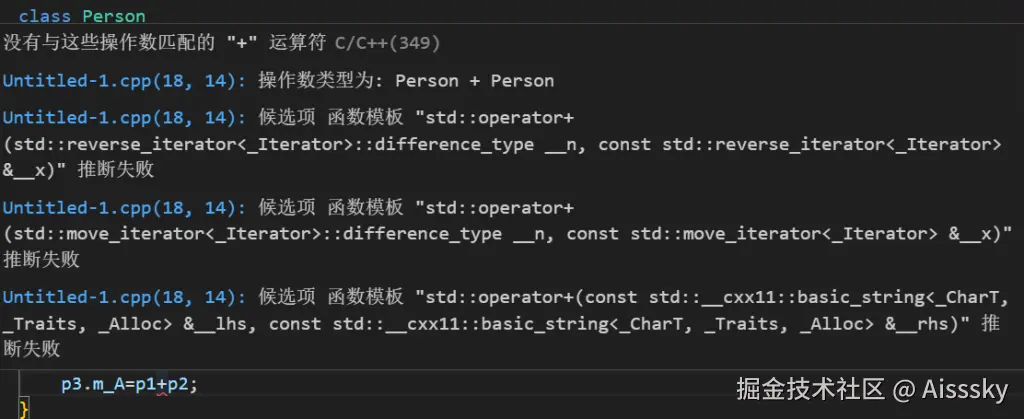 class Person
没有与这些操作数匹配的 "+" 运算符 C/C++(349)
Untitled-1.cpp(18, 14): 操作数类型为: Person + Person
Untitled-1.cpp(18, 14): 候选项 函数模板 "std::operator+
(std::reverse_iterator<_Iterator>::difference_type __n, const std::reverse_iterator<_Iterator>
&__x)" 推断失败
Untitled-1.cpp(18, 14): 候选项 函数模板 "std::operator+
(std::move_iterator<_Iterator>::difference_type __n, const std::move_iterator<_Iterator> &__x)"
推断失败
Untitled-1.cpp(18, 14): 候选项 函数模板 "std::operator+(const std::__cxx11::basic_string<_CharT,
_Traits, _Alloc> &__lhs, const std::__cxx11::basic_string<_CharT, _Traits, _Alloc> &__rhs)" 推
断失败
p3.m_A=p1+p2;
}
掘金技术社区 @ Aisssky